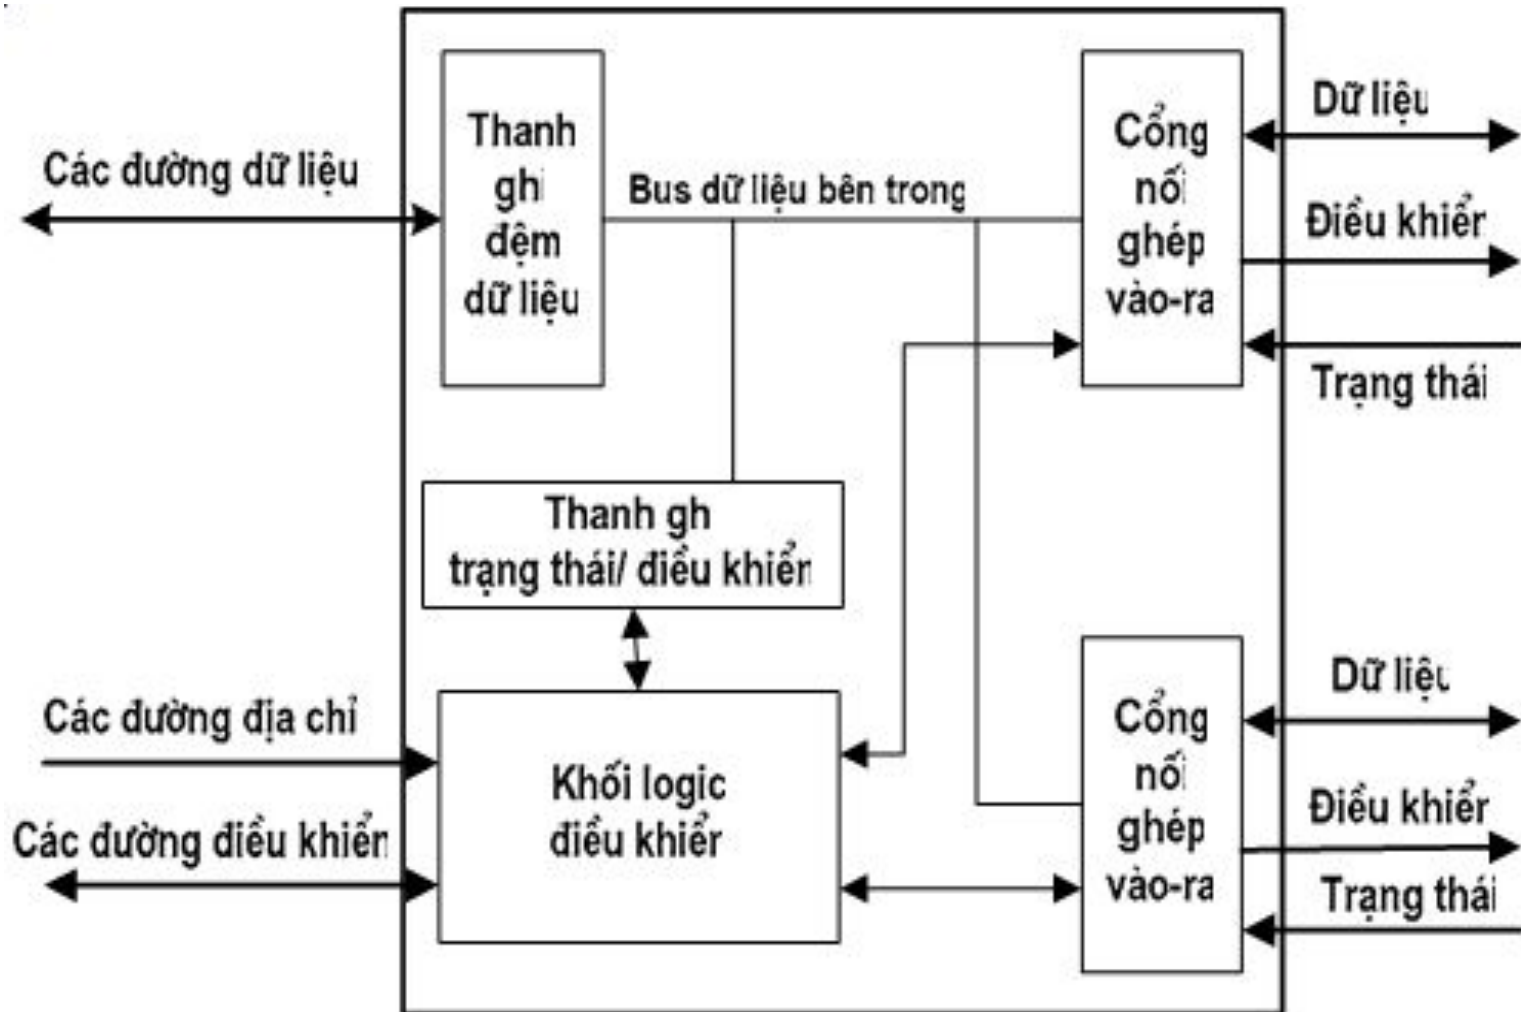 Thanh
ghi
đệm
dữ liệu
Cổng
nối
ghép
vào-ra
Dữ liệu
Điều khiển
Trạng thái
Các đường dữ liệu
Bus dữ liệu bên trong
Thanh gh
trạng thái/ điều khiển
Các đường địa chỉ
Các đường điều khiển
Khối logic
điều khiển
Cổng
nối
ghép
vào-ra
Dữ liệu
Điều khiển
Trạng thái